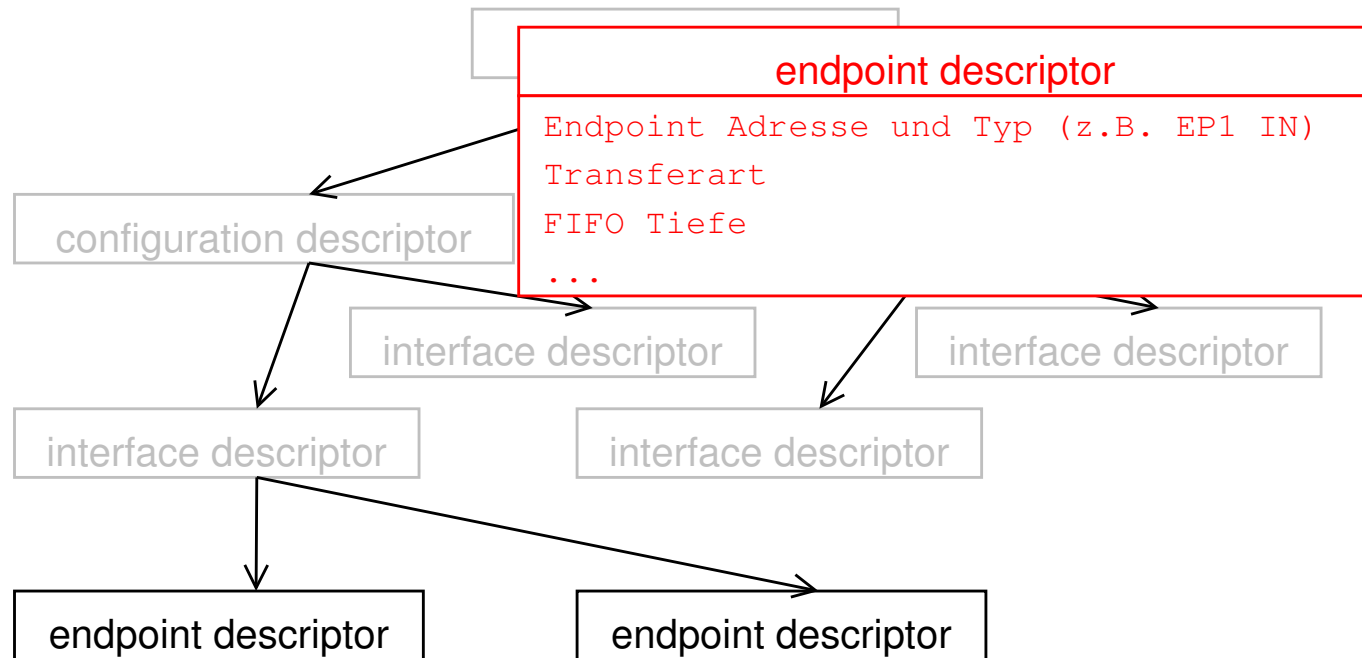 endpoint descriptor
Endpoint Adresse und Typ (z.B. EP1 IN)
Transferart
FIFO Tiefe
...
configuration descriptor
interface descriptor
interface descriptor
interface descriptor
interface descriptor
endpoint descriptor
endpoint descriptor